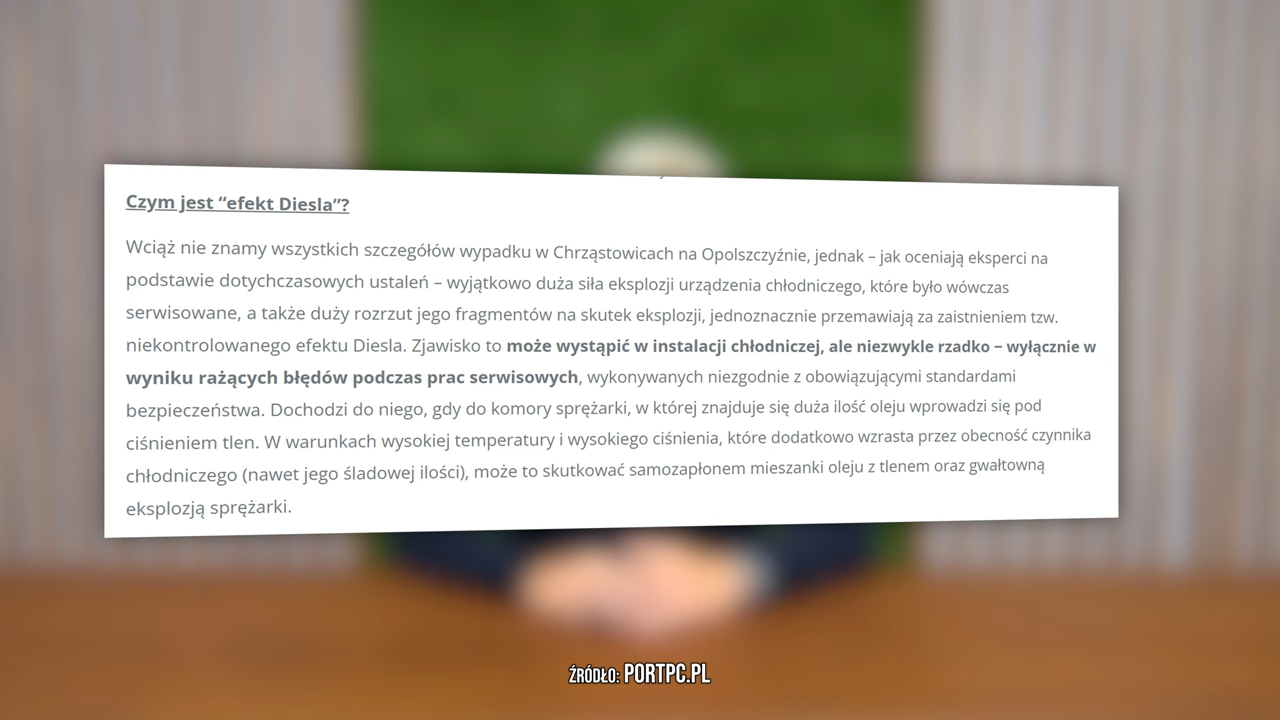 Czym jest “efekt Diesla”?
Wciąż nie znamy wszystkich szczegółów wypadku w Chrząstowicach na Opolszczyźnie, jednak – jak oceniają eksperci na
podstawie dotychczasowych ustaleń – wyjątkowo duża siła eksplozji urządzenia chłodniczego, które było wówczas
serwisowane, a także duży rozrzut jego fragmentów na skutek eksplozji, jednoznacznie przemawiają za zaistnieniem tzw.
niekontrolowanego efektu Diesla. Zjawisko to może wystąpić w instalacji chłodniczej, ale niezwykle rzadko – wyłącznie w
wyniku rażących błędów podczas prac serwisowych, wykonywanych niezgodnie z obowiązującymi standardami
bezpieczeństwa. Dochodzi do niego, gdy do komory sprężarki, w której znajduje się duża ilość oleju wprowadzi się pod
ciśnieniem tlen. W warunkach wysokiej temperatury i wysokiego ciśnienia, które dodatkowo wzrasta przez obecność czynnika
chłodniczego (nawet jego śladowej ilości), może to skutkować samozapłonem mieszanki oleju z tlenem oraz gwałtowną
eksplozją sprężarki.
ŹRÓDŁO: PORTPC.PL